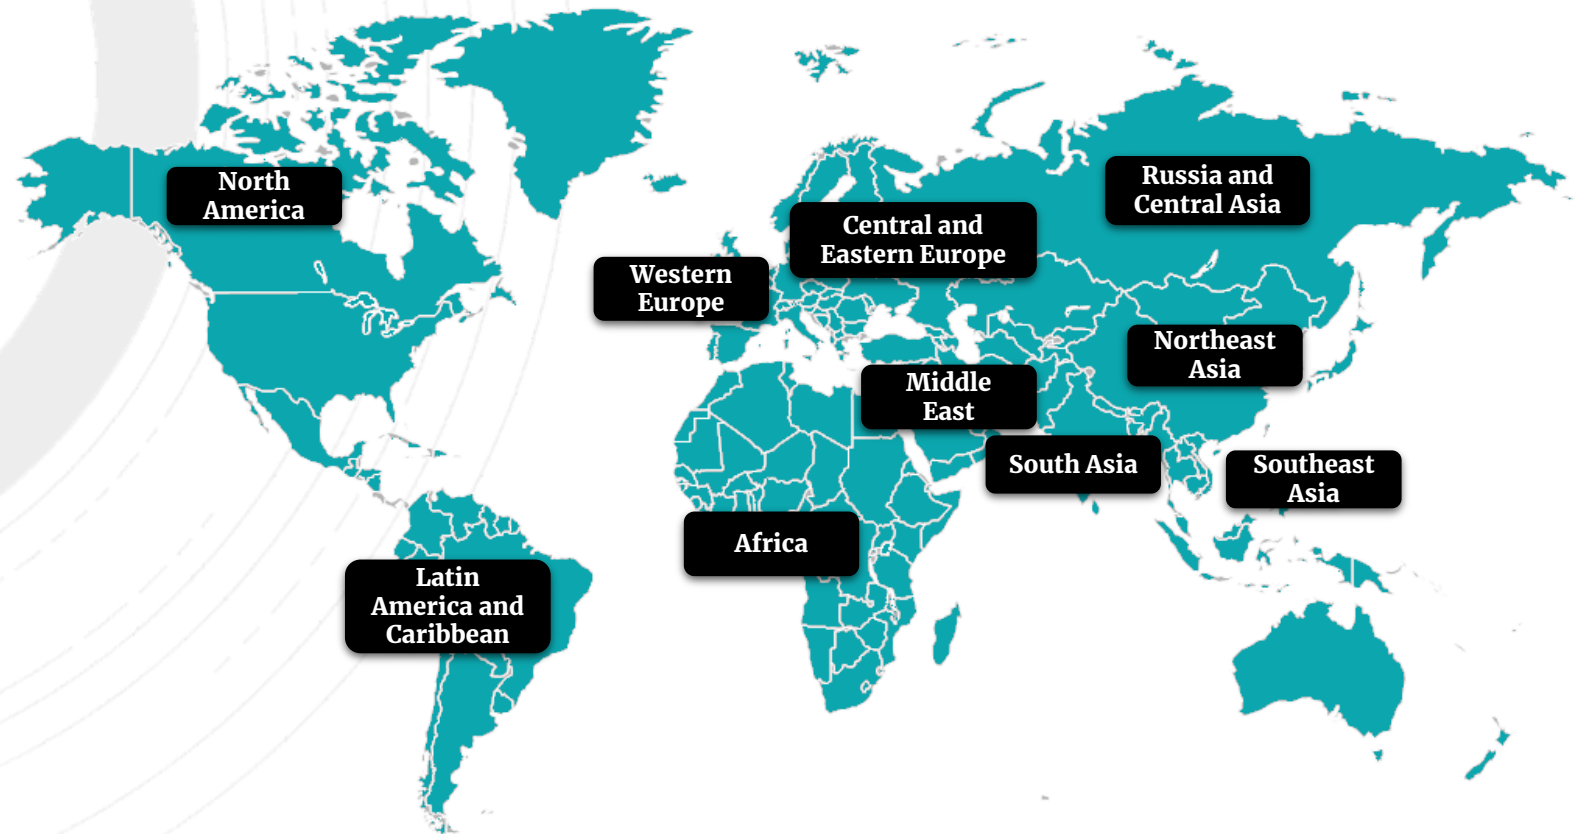 North
America
Russia and
Central Asia
Central and
Eastern Europe
Western
Europe
Northeast
Asia
Middle
East
South Asia
Southeast
Asia
Africa
Latin
America and
Caribbean